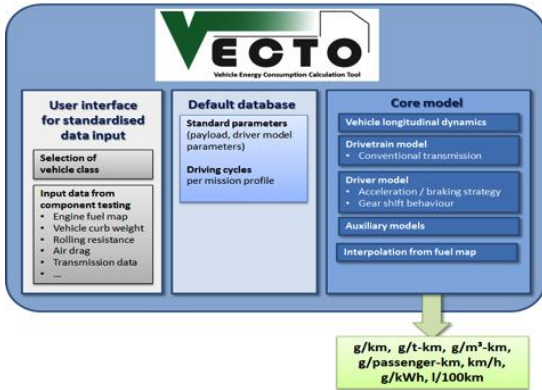 VECTO
Vehicle Energy Consumption Calculation Tool
User interface
for standardised
data input
Selection of
vehicle class
Input data from
component testing
• Engine fuel map
• Vehicle curb weight
• Rolling resistance
• Air drag
• Transmission data
• ...
Default database
Standard parameters
(payload, driver model
parameters)
Driving cycles
per mission profile
Core model
Vehicle longitudinal dynamics
Drivetrain model
• Conventional transmission
Driver model
• Acceleration / braking strategy
• Gear shift behaviour
Auxiliary models
Interpolation from fuel map
g/km, g/t-km, g/m³-km,
g/passenger-km, km/h,
g/kWh, l/100km